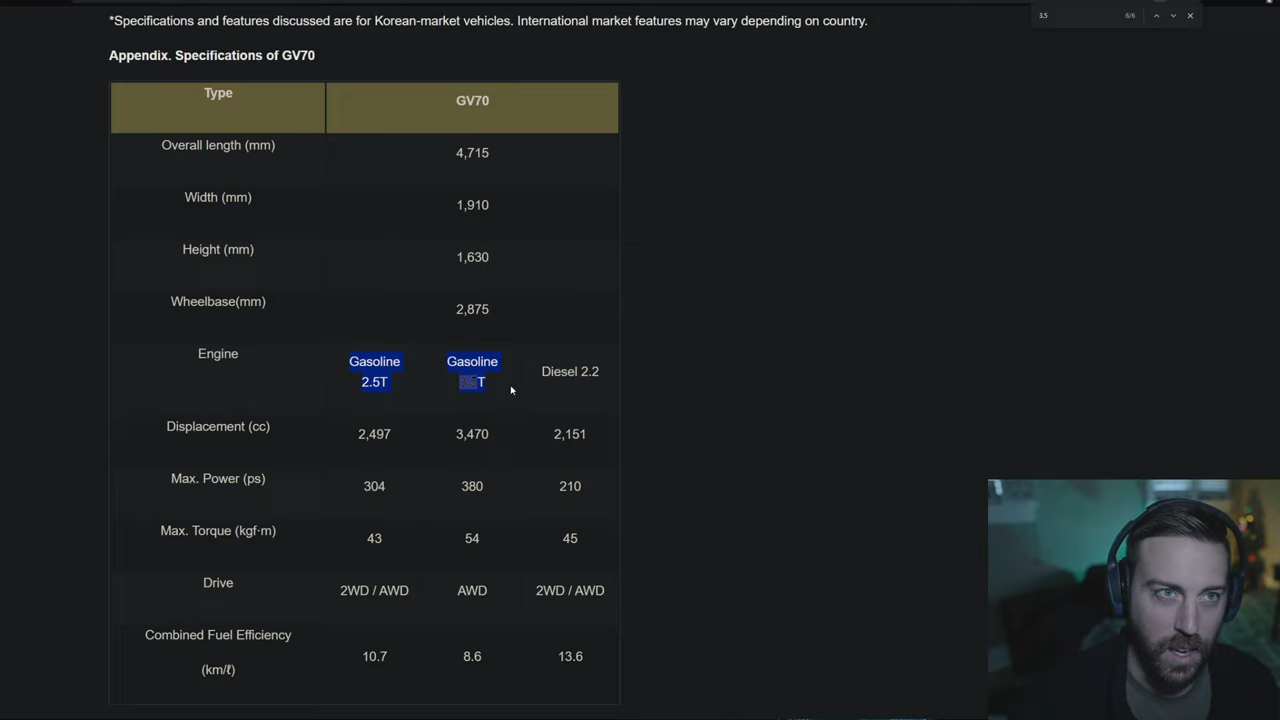 *Specifications and features discussed are for Korean-market vehicles. International market features may vary depending on country.
3.5 6/6
Appendix. Specifications of GV70
Type GV70
Overall length (mm) 4,715
Width (mm) 1,910
Height (mm) 1,630
Wheelbase(mm) 2,875
Engine Gasoline 2.5T Gasoline T Diesel 2.2
Displacement (cc) 2,497 3,470 2,151
Max. Power (ps) 304 380 210
Max. Torque (kgf·m) 43 54 45
Drive 2WD / AWD AWD 2WD / AWD
Combined Fuel Efficiency
(km/ℓ) 10.7 8.6 13.6